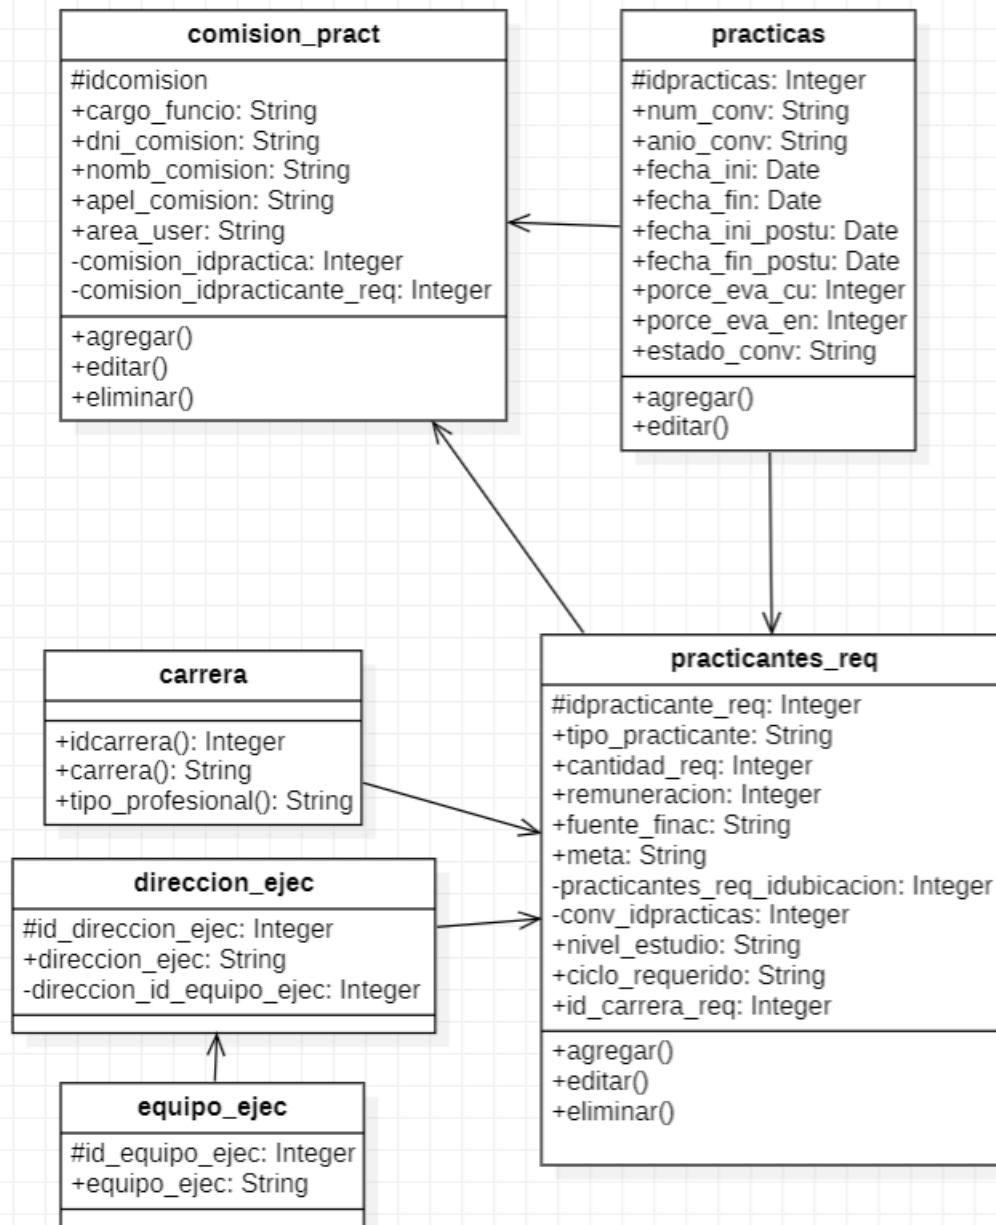 comision_pract
#idcomision
+cargo_funcio: String
+dni_comision: String
+nomb_comision: String
+apel_comision: String
+area_user: String
-comision_idpractica: Integer
-comision_idpracticante_req: Integer
+agregar()
+editar()
+eliminar()
practicas
#idpracticas: Integer
+num_conv: String
+anio_conv: String
+fecha_ini: Date
+fecha_fin: Date
+fecha_ini_postu: Date
+fecha_fin_postu: Date
+porce_eva_cu: Integer
+porce_eva_en: Integer
+estado_conv: String
+agregar()
+editar()
carrera
+idcarrera(): Integer
+carrera(): String
+tipo_profesional(): String
direccion_ejec
#id_direccion_ejec: Integer
+direccion_ejec: String
-direccion_id_equipo_ejec: Integer
equipo_ejec
#id_equipo_ejec: Integer
+equipo_ejec: String
practicantes_req
#idpracticante_req: Integer
+tipo_practicante: String
+cantidad_req: Integer
+remuneracion: Integer
+fuente_finac: String
+meta: String
-practicantes_req_idubicacion: Integer
-conv_idpracticas: Integer
+nivel_estudio: String
+ciclo_requerido: String
+id_carrera_req: Integer
+agregar()
+editar()
+eliminar()